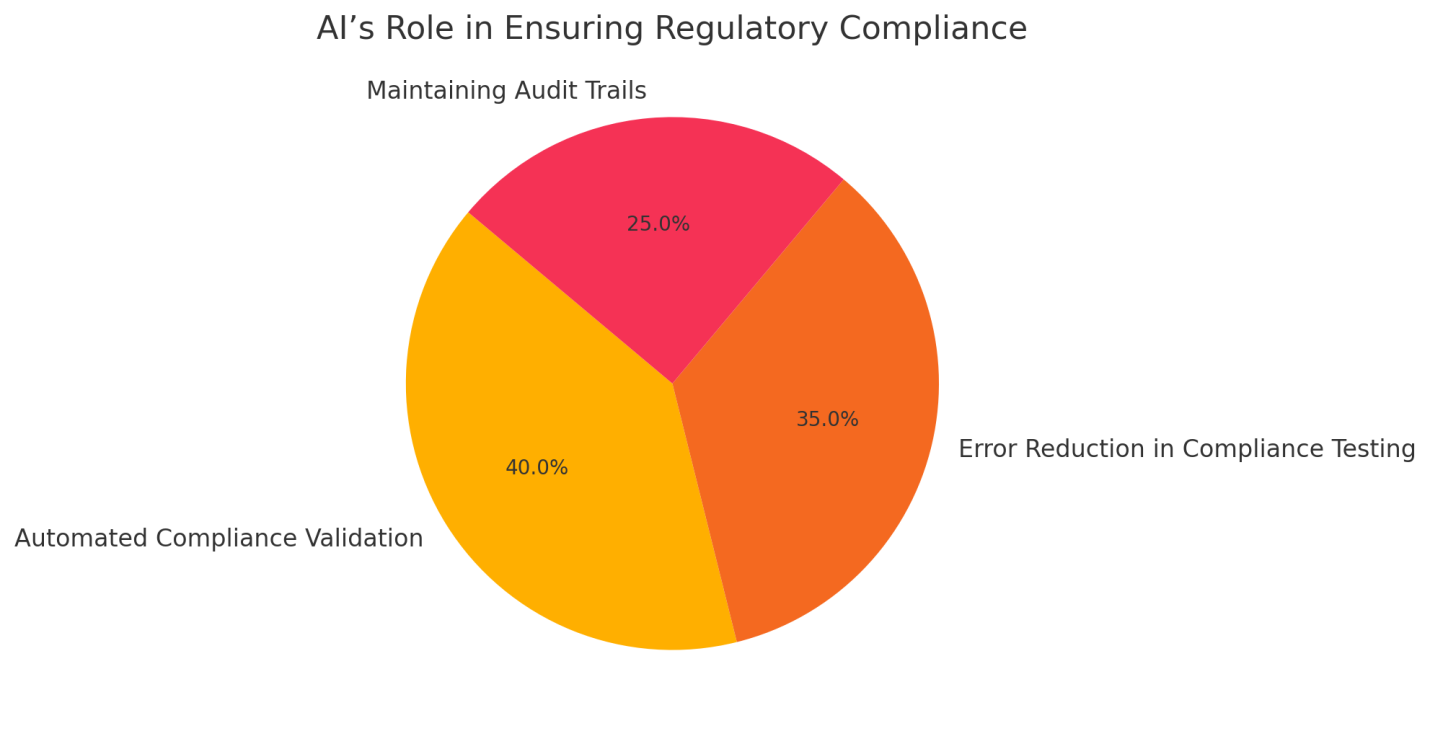 AI’s Role in Ensuring Regulatory Compliance
Maintaining Audit Trails
25.0%
35.0%
Error Reduction in Compliance Testing
40.0%
Automated Compliance Validation